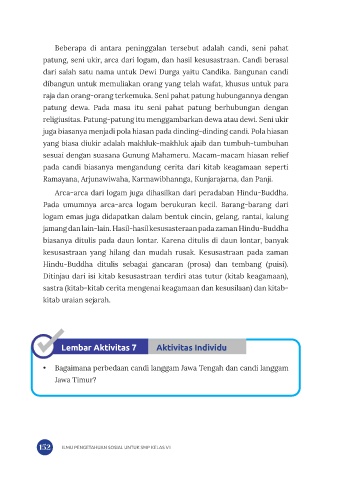 Beberapa di antara peninggalan tersebut adalah candi, seni pahat
patung, seni ukir, arca dari logam, dan hasil kesusastraan. Candi berasal
dari salah satu nama untuk Dewi Durga yaitu Candika. Bangunan candi
dibangun untuk memuliakan orang yang telah wafat, khusus untuk para
raja dan orang-orang terkemuka. Seni pahat patung hubungannya dengan
patung dewa. Pada masa itu seni pahat patung berhubungan dengan
religiusitas. Patung-patung itu menggambarkan dewa atau dewi. Seni ukir
juga biasanya menjadi pola hiasan pada dinding-dinding candi. Pola hiasan
yang biasa diukir adalah makhluk-makhluk ajaib dan tumbuh-tumbuhan
sesuai dengan suasana Gunung Mahameru. Macam-macam hiasan relief
pada candi biasanya mengandung cerita dari kitab keagamaan seperti
Ramayana, Arjunawiwaha, Karmawibhannga, Kunjarajarna, dan Panji.
Arca-arca dari logam juga dihasilkan dari peradaban Hindu-Buddha.
Pada umumnya arca-arca logam berukuran kecil. Barang-barang dari
logam emas juga didapatkan dalam bentuk cincin, gelang, rantai, kalung
jamang dan lain-lain. Hasil-hasil kesusasteraan pada zaman Hindu-Buddha
biasanya ditulis pada daun lontar. Karena ditulis di daun lontar, banyak
kesusastraan yang hilang dan mudah rusak. Kesusastraan pada zaman
Hindu-Buddha ditulis sebagai gancaran (prosa) dan tembang (puisi).
Ditinjau dari isi kitab kesusastraan terdiri atas tutur (kitab keagamaan),
sastra (kitab-kitab cerita mengenai keagamaan dan kesusilaan) dan kitab-
kitab uraian sejarah.
Lembar Aktivitas 7 Aktivitas Individu
• Bagaimana perbedaan candi langgam Jawa Tengah dan candi langgam
Jawa Timur?
152 ILMU PENGETAHUAN SOSIAL UNTUK SMP KELAS VII